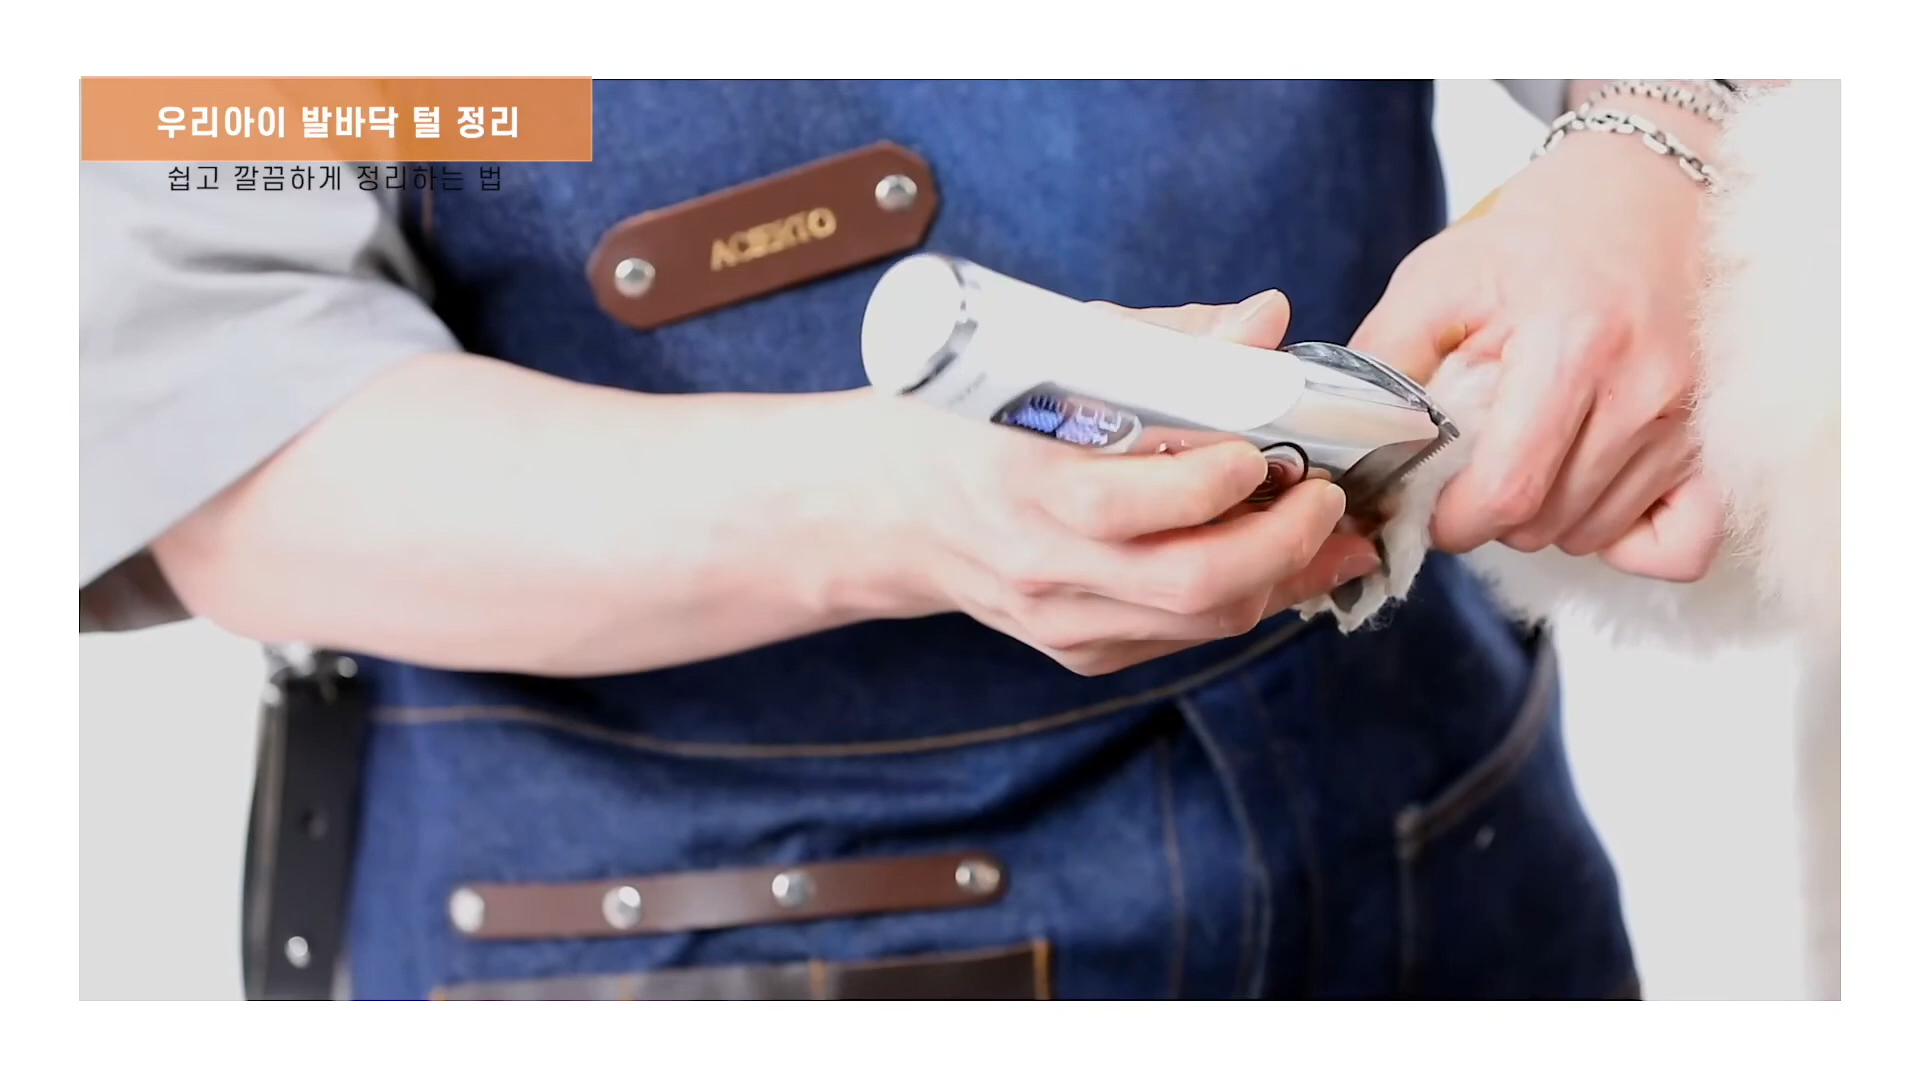 우리아이 발바닥 털 정리
쉽고 깔끔하게 정리하는 법